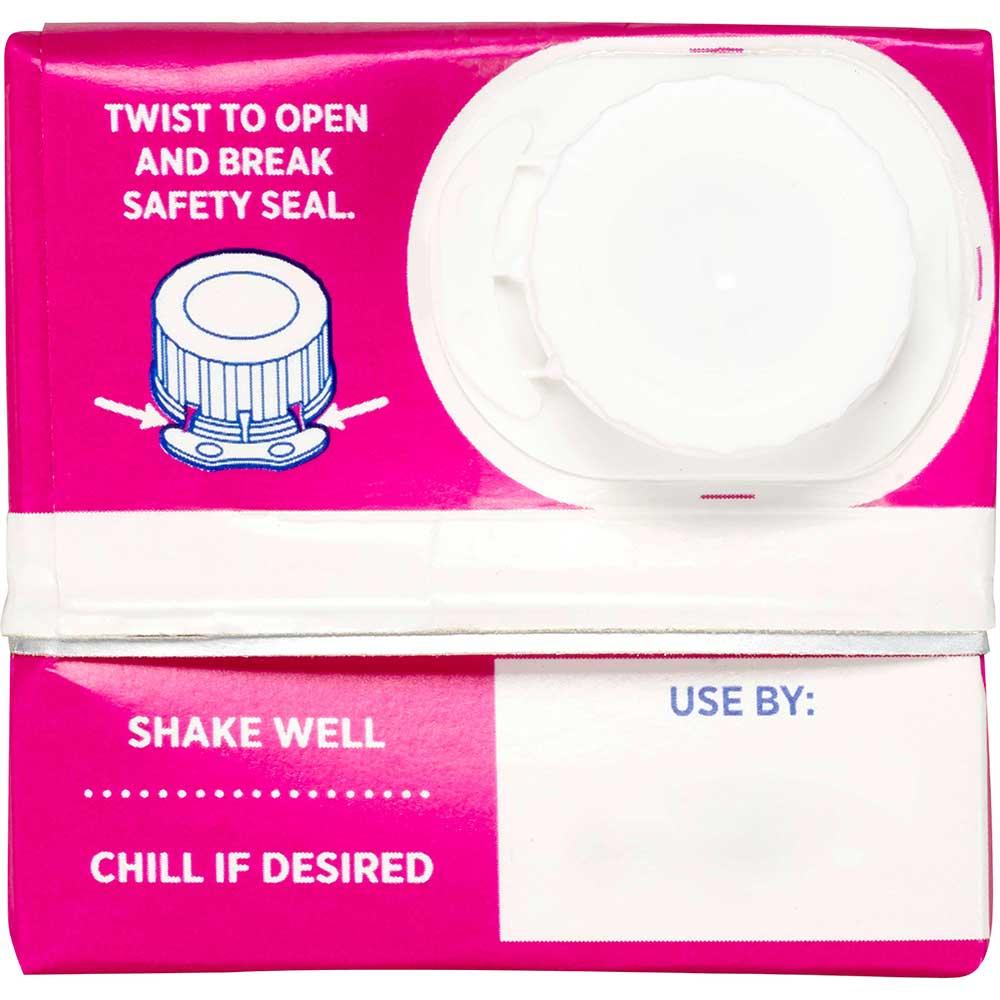 TWIST TO OPEN
AND BREAK
SAFETY SEAL.
SHAKE WELL
CHILL IF DESIRED
USE BY: